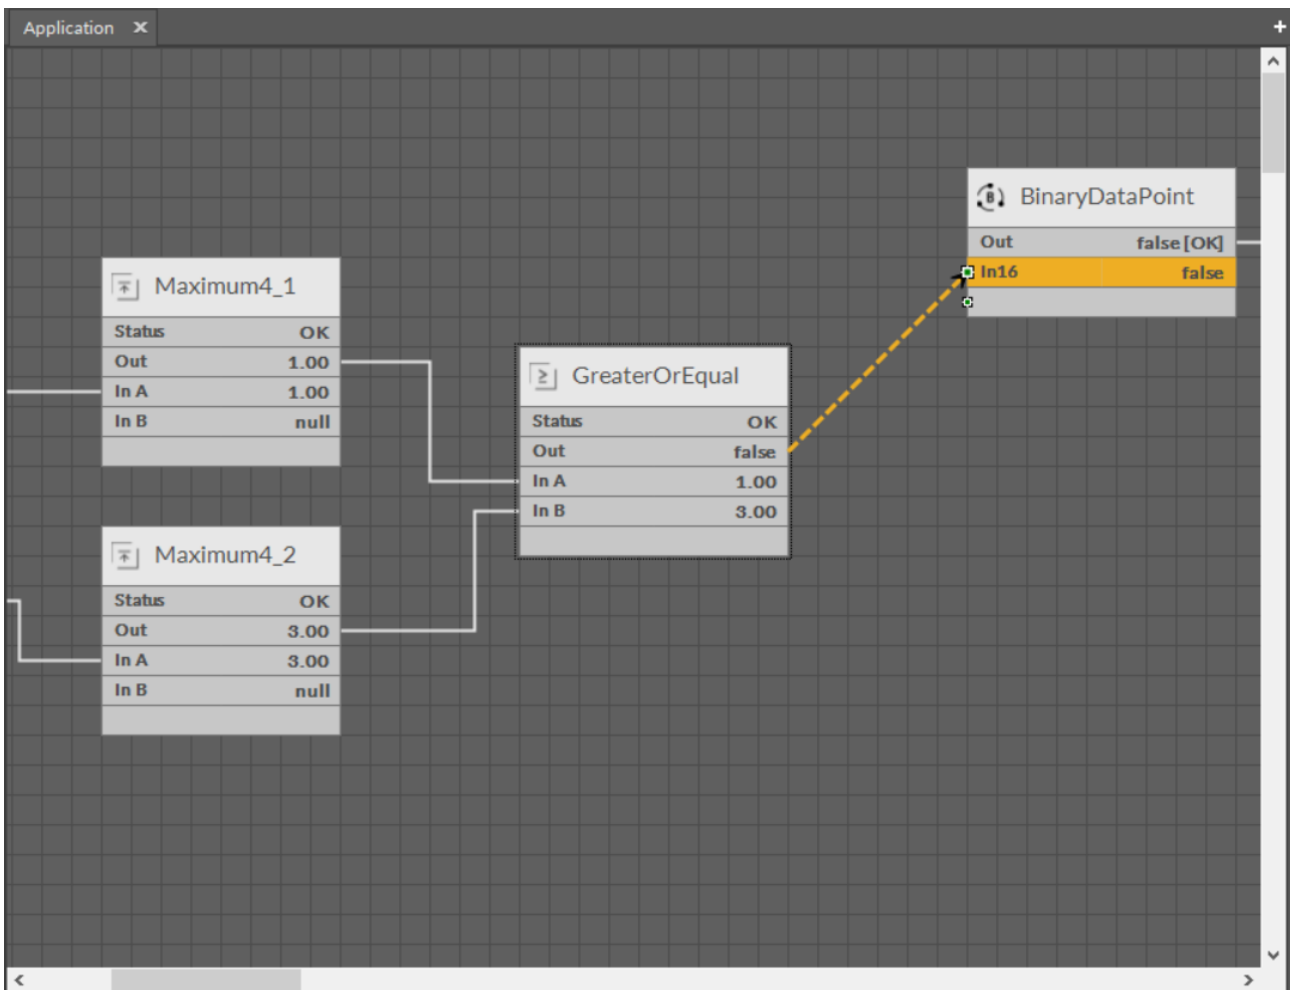 Application
BinaryDataPoint
Out false [OK]
In16 false
Maximum4_1
Status OK
Out 1.00
In A 1.00
In B null
GreaterOrEqual
Status OK
Out false
In A 1.00
In B 3.00
Maximum4_2
Status OK
Out 3.00
In A 3.00
In B null